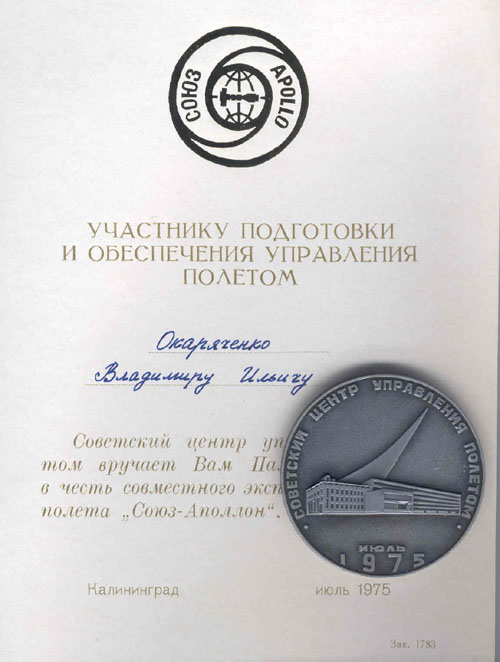 СОЮЗ
APOLLO
УЧАСТНИКУ ПОДГОТОВКИ
И ОБЕСПЕЧЕНИЯ УПРАВЛЕНИЯ
ПОЛЕТОМ
Окаряченко
Владимиру Ильичу
Советский центр
том вручает Вам
в честь совместного
полета „Союз-Аполлон“.
СОВЕТСКИЙ ЦЕНТР УПРАВЛЕНИЯ ПОЛЕТОМ
ИЮЛЬ
1975
Калининград
июль 1975
Зак. 1783